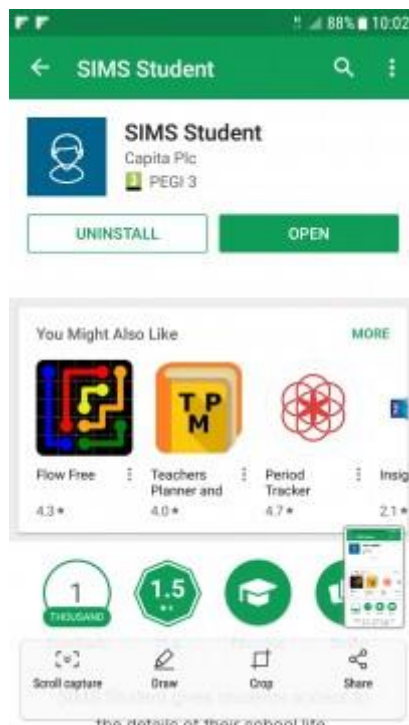 88% 10:02
SIMS Student
SIMS Student
Capita Plc
3 PEGI 3
UNINSTALL
OPEN
You Might Also Like
MORE
T P
M
Flow Free
Teachers
Planner and
Period
Tracker
Insig
4.3★
4.0★
4.7★
2.1★
1
THOUSAND
1.5
Scroll capture
Draw
Crop
Share
the details of their school life